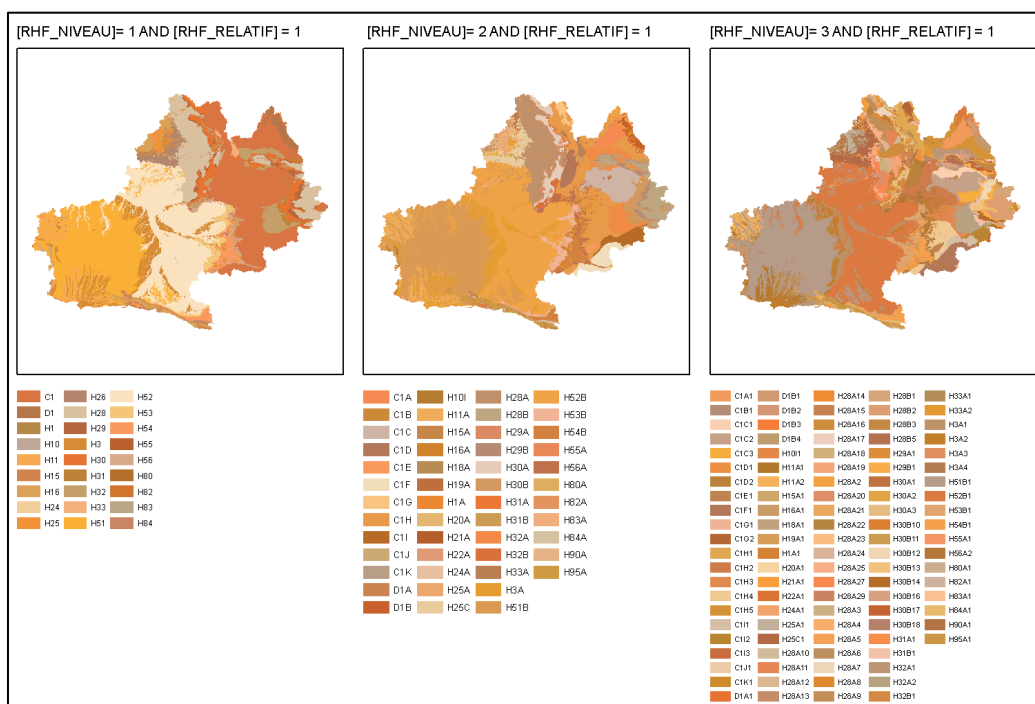 [RHF_NIVEAU]= 1 AND [RHF_RELATIF] = 1
C1 H26 H52
D1 H28 H53
H1 H29 H54
H10 H3 H55
H11 H30 H56
H15 H31 H80
H16 H32 H82
H24 H33 H83
H25 H51 H84
[RHF_NIVEAU]= 2 AND [RHF_RELATIF] = 1
C1A H10I H28A H52B
C1B H11A H28B H53B
C1C H15A H29A H54B
C1D H16A H29B H55A
C1E H18A H30A H56A
C1F H19A H30B H80A
C1G H1A H31A H82A
C1H H20A H31B H83A
C1I H21A H32A H84A
C1J H22A H32B H90A
C1K H24A H33A H95A
D1A H25A H3A
D1B H25C H51B
[RHF_NIVEAU]= 3 AND [RHF_RELATIF] = 1
C1A1 D1B1 H28A14 H28B1 H33A1
C1B1 D1B2 H28A15 H28B2 H33A2
C1C1 D1B3 H28A16 H28B3 H3A1
C1C2 D1B4 H28A17 H28B5 H3A2
C1C3 H10I1 H28A18 H29A1 H3A3
C1D1 H11A1 H28A19 H29B1 H3A4
C1D2 H11A2 H28A2 H30A1 H51B1
C1E1 H15A1 H28A20 H30A2 H52B1
C1F1 H16A1 H28A21 H30A3 H53B1
C1G1 H18A1 H28A22 H30B10 H54B1
C1G2 H19A1 H28A23 H30B11 H55A1
C1H1 H1A1 H28A24 H30B12 H56A2
C1H2 H20A1 H28A25 H30B13 H80A1
C1H3 H21A1 H28A27 H30B14 H82A1
C1H4 H22A1 H28A29 H30B16 H83A1
C1H5 H24A1 H28A3 H30B17 H84A1
C1I1 H25A1 H28A4 H30B18 H90A1
C1I2 H25C1 H28A5 H31A1 H95A1
C1I3 H28A10 H28A6 H31B1
C1J1 H28A11 H28A7 H32A1
C1K1 H28A12 H28A8 H32A2
D1A1 H28A13 H28A9 H32B1